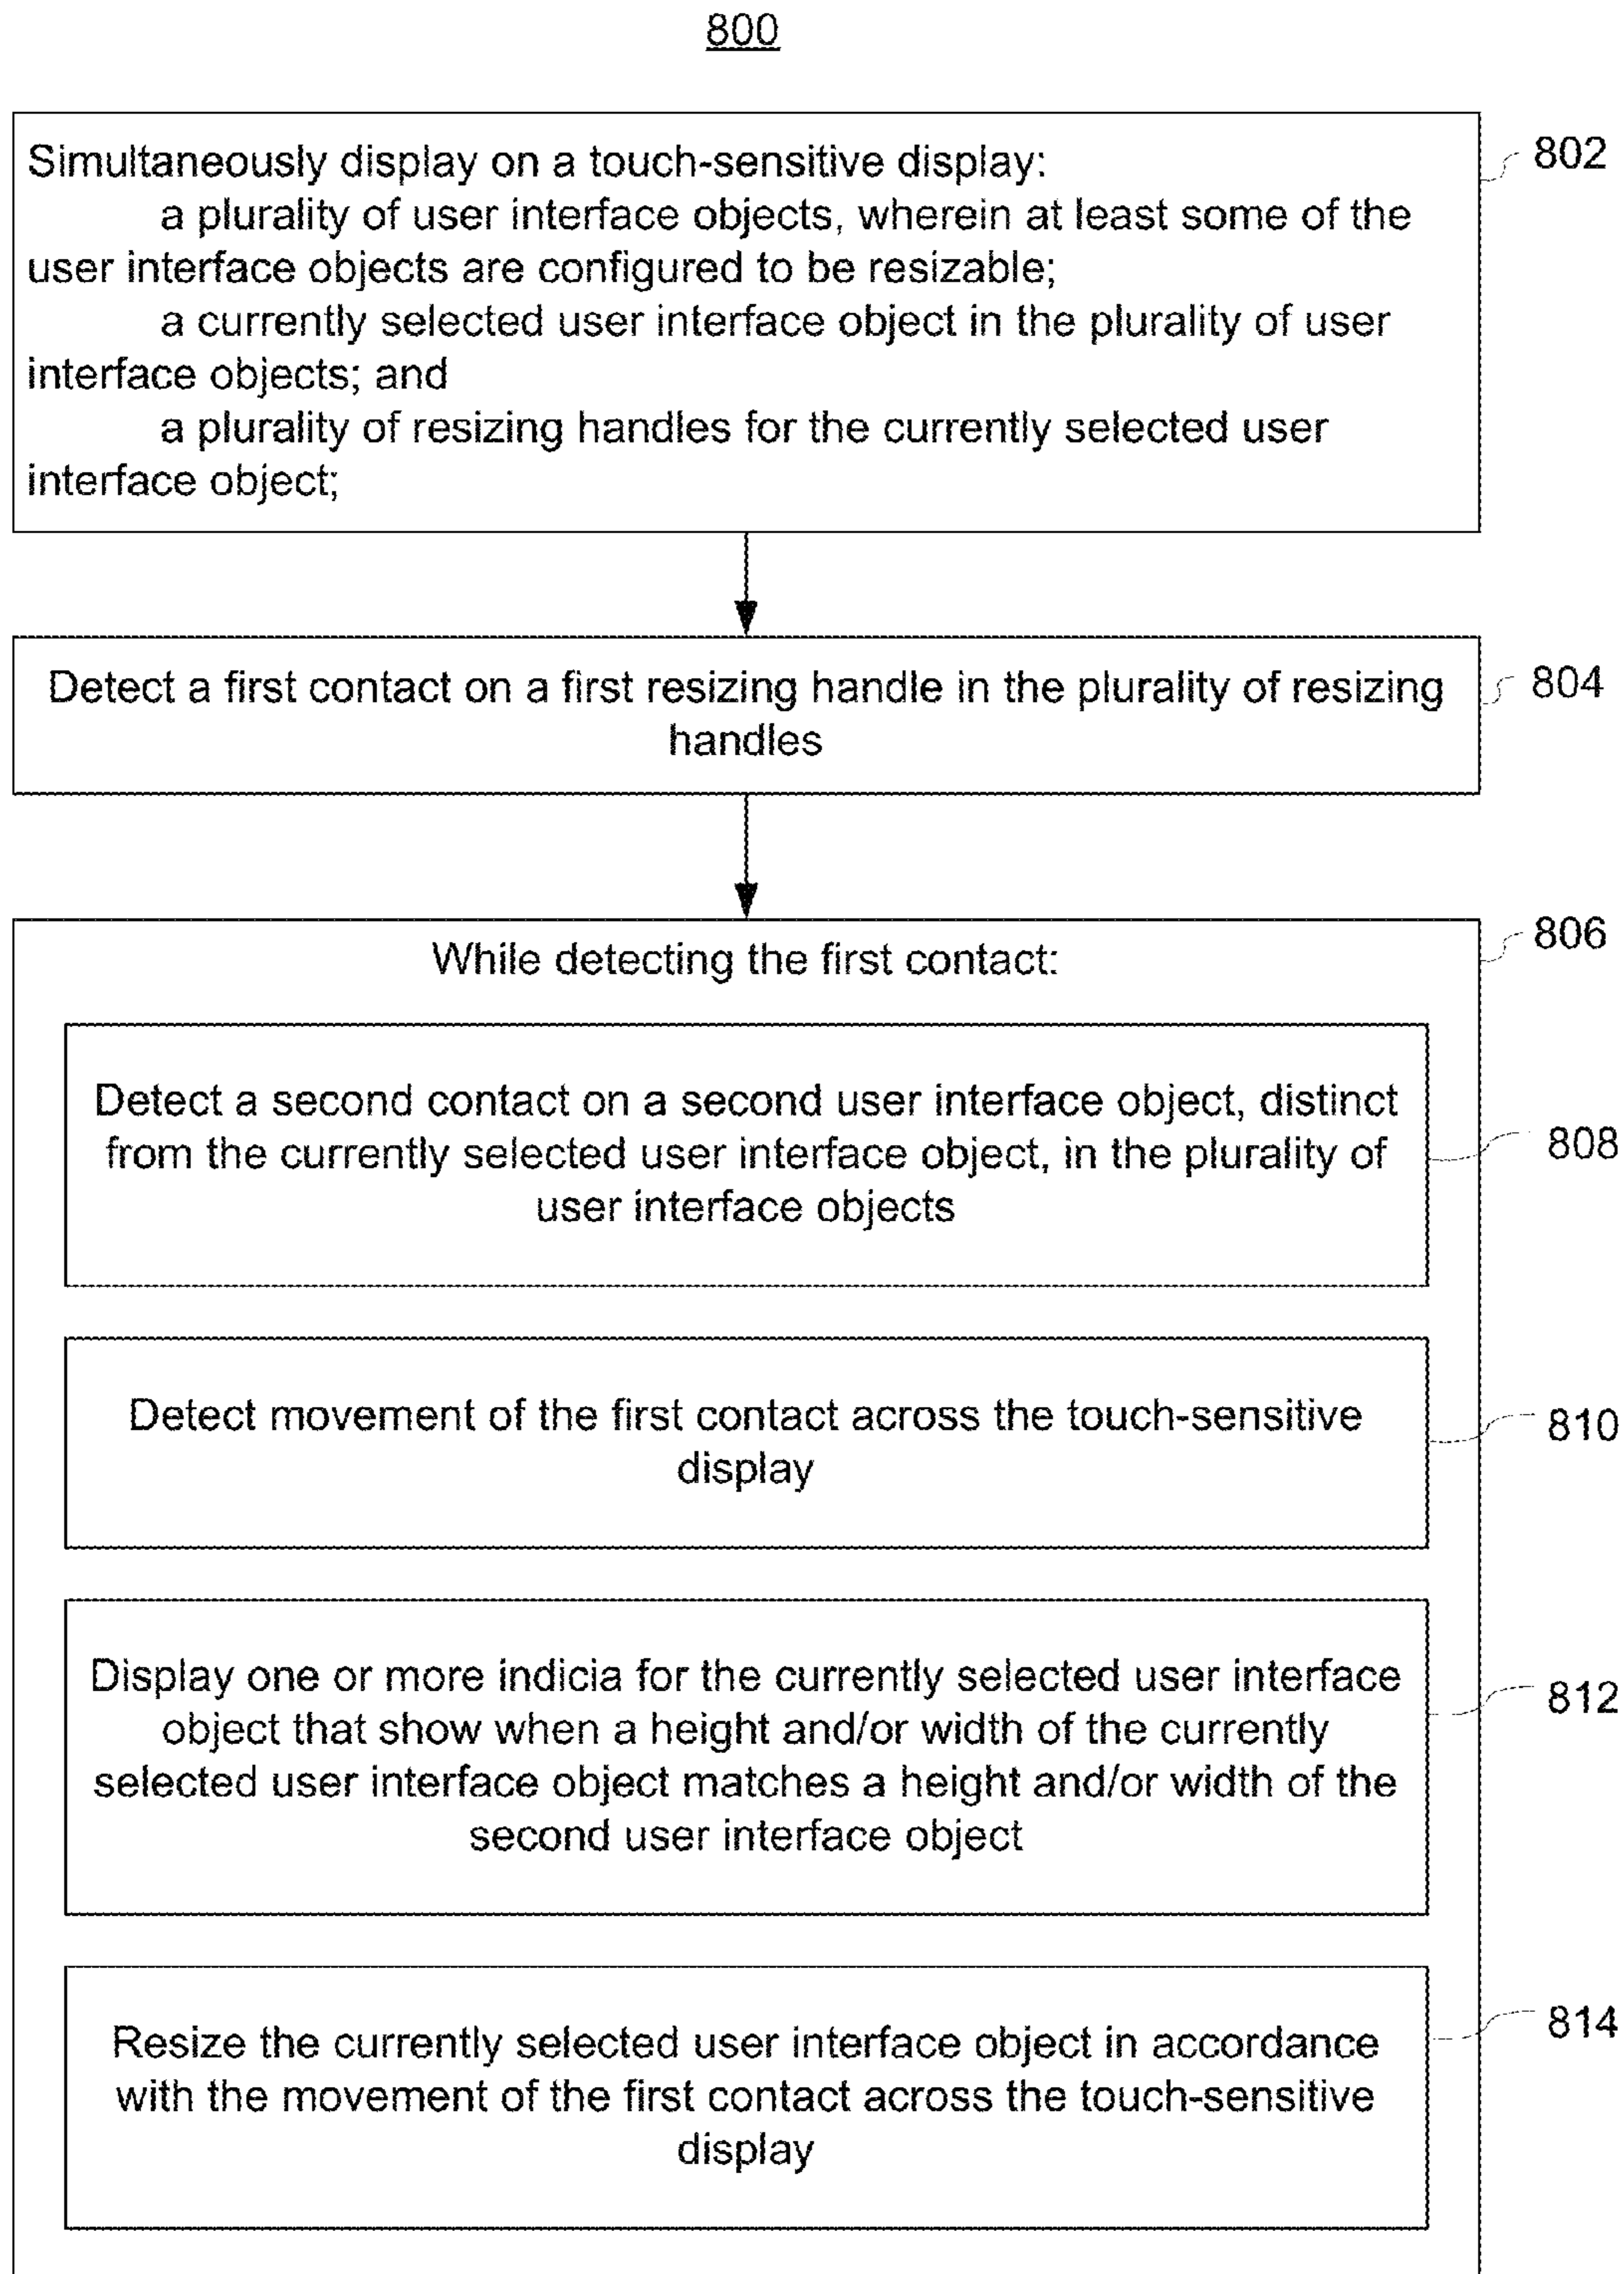 800
Simultaneously display on a touch-sensitive display:
a plurality of user interface objects, wherein at least some of the
user interface objects are configured to be resizable;
a currently selected user interface object in the plurality of user
interface objects; and
a plurality of resizing handles for the currently selected user
interface object;
802
Detect a first contact on a first resizing handle in the plurality of resizing
handles
804
While detecting the first contact:
806
Detect a second contact on a second user interface object, distinct
from the currently selected user interface object, in the plurality of
user interface objects
808
Detect movement of the first contact across the touch-sensitive
display
810
Display one or more indicia for the currently selected user interface
object that show when a height and/or width of the currently
selected user interface object matches a height and/or width of the
second user interface object
812
Resize the currently selected user interface object in accordance
with the movement of the first contact across the touch-sensitive
display
814